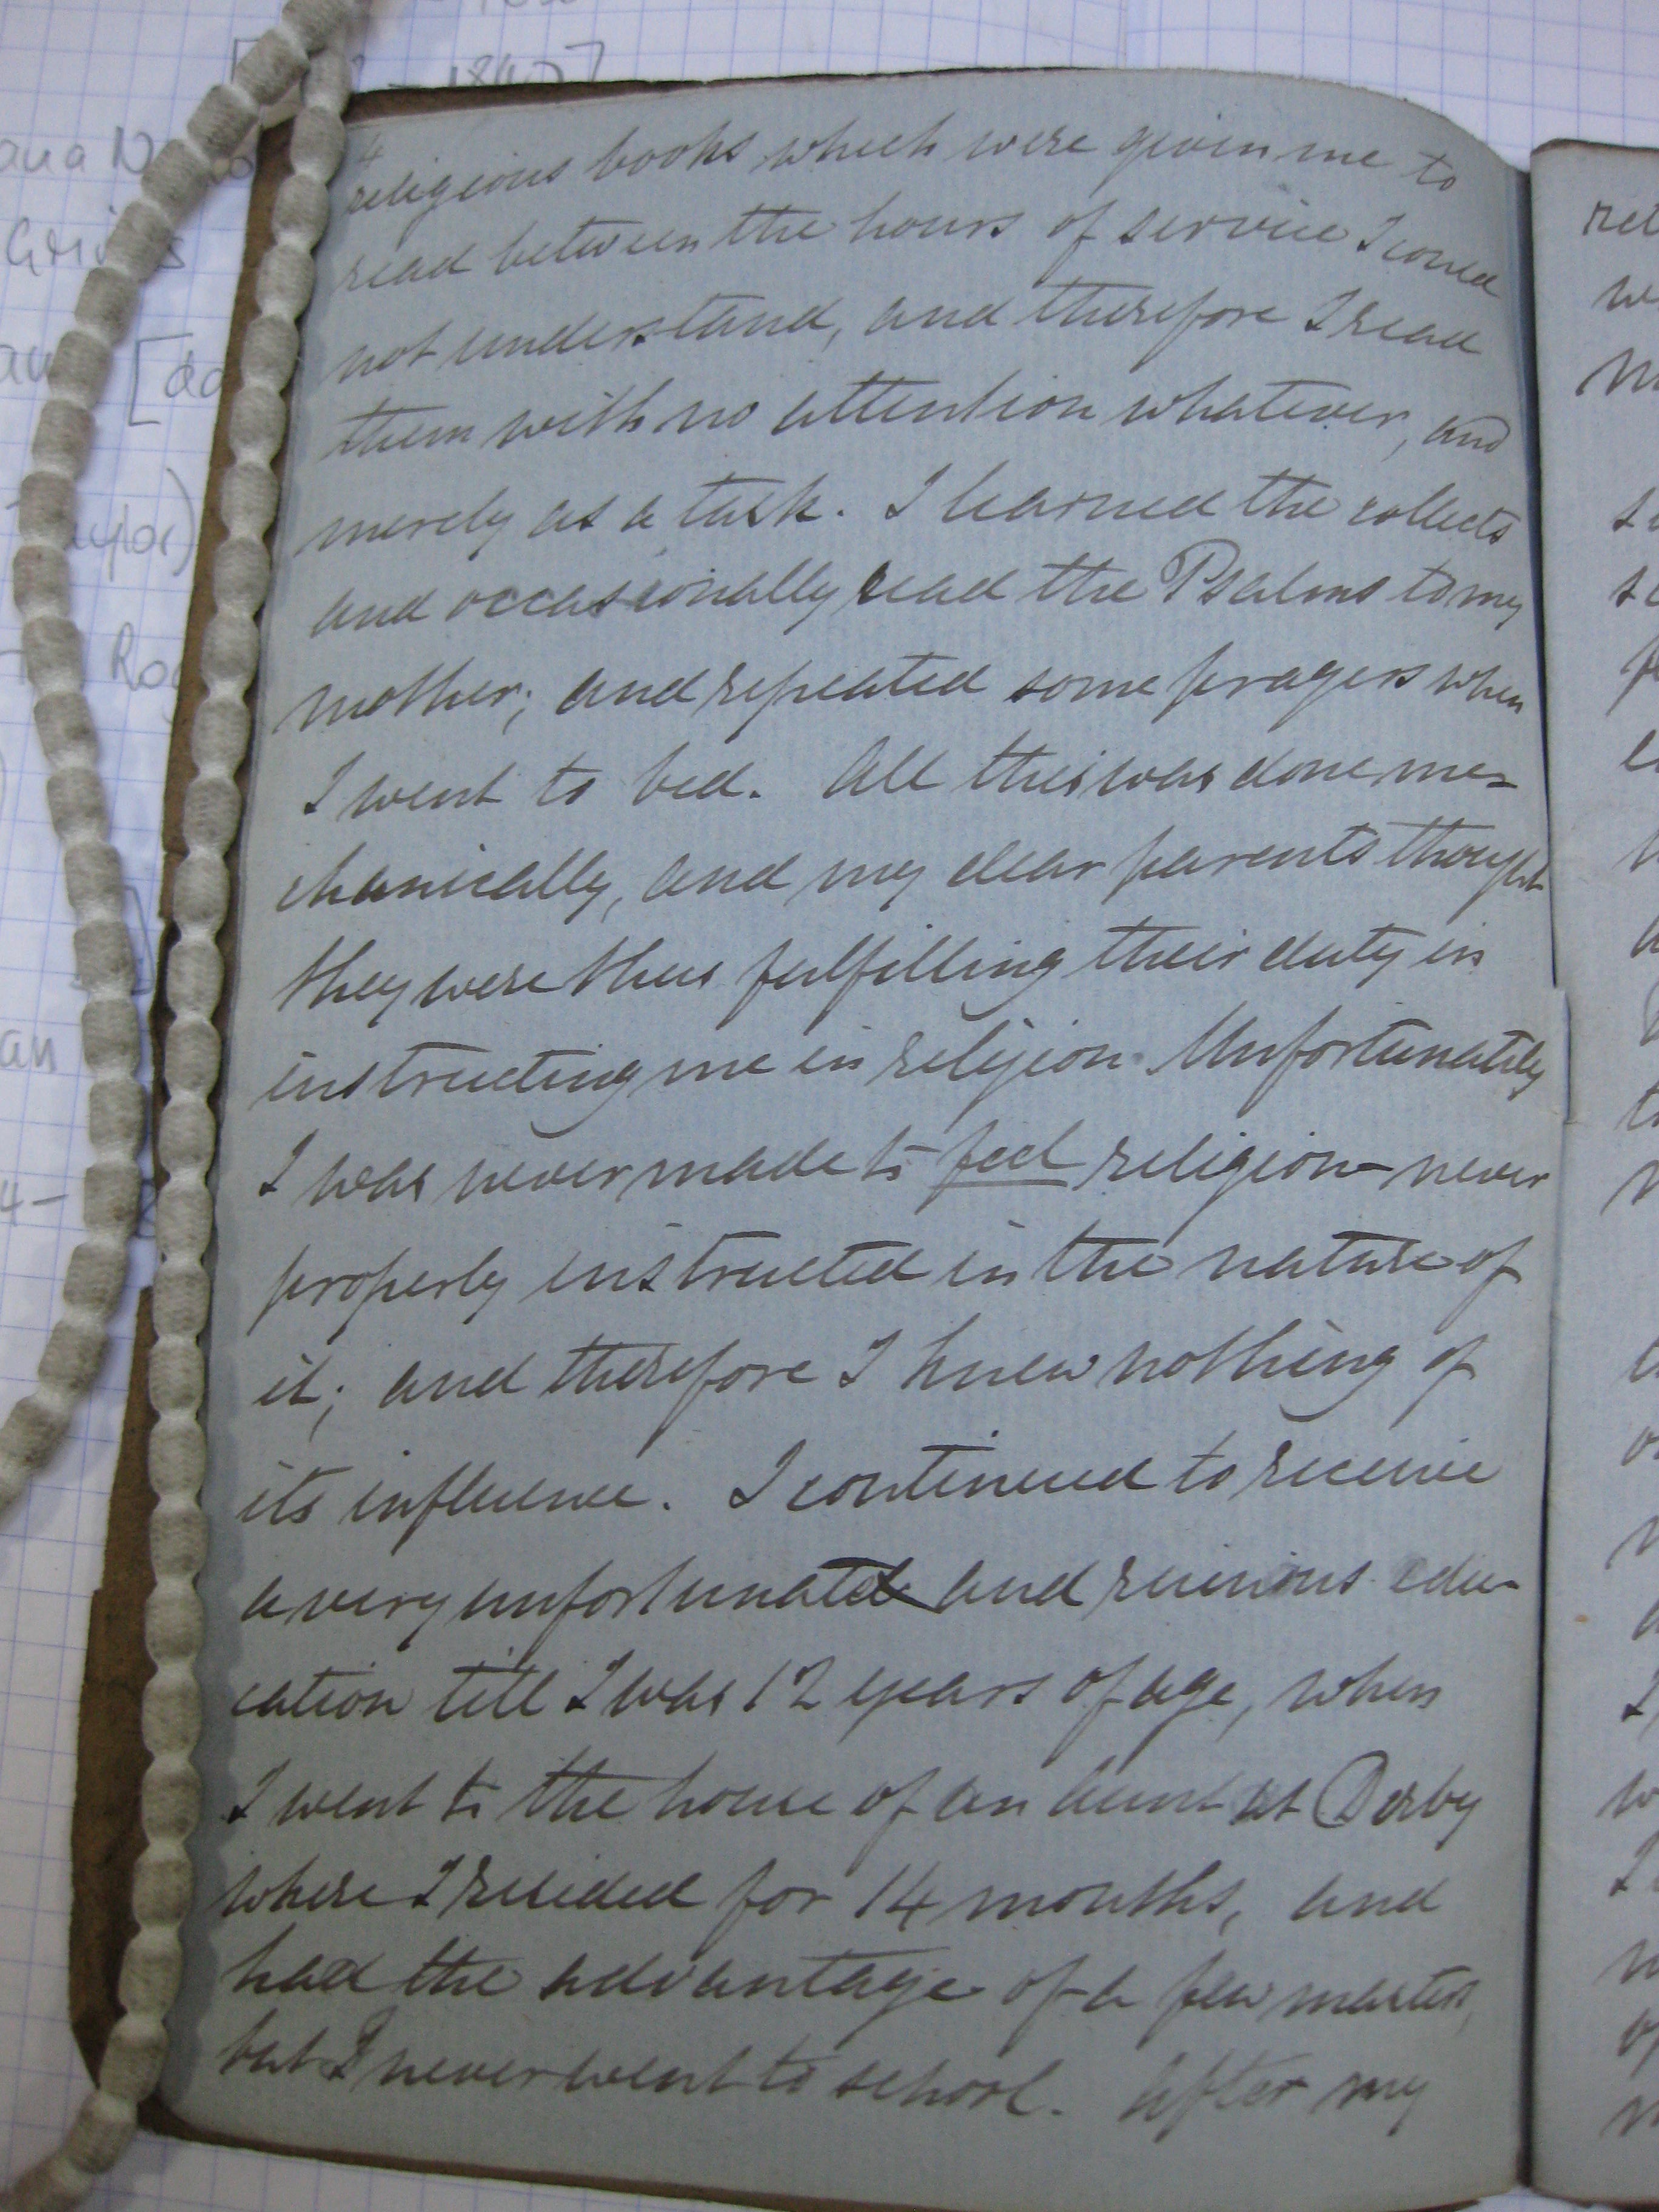 4
religious books which were given me to
read between the hours of service I could
not understand, and therefore I read
them with no attention whatever, and
merely as a task. I learned the collects
and occasionally read the Psalms to my
mother; and repeated some prayers when
I went to bed. All this was done me-
chanically, and my dear parents thought
they were thus fulfilling their duty in
instructing me in religion. Unfortunately
I was never made to feel religion - never
properly instructed in the nature of
it; and therefore I knew nothing of
its influence. I continued to receive
a very unfortunate and ruinous edu-
cation till I was 12 years of age, when
I went to the house of an aunt at Derby
where I resided for 14 months, and
had the advantage of a few masters,
but I never went to school. After my